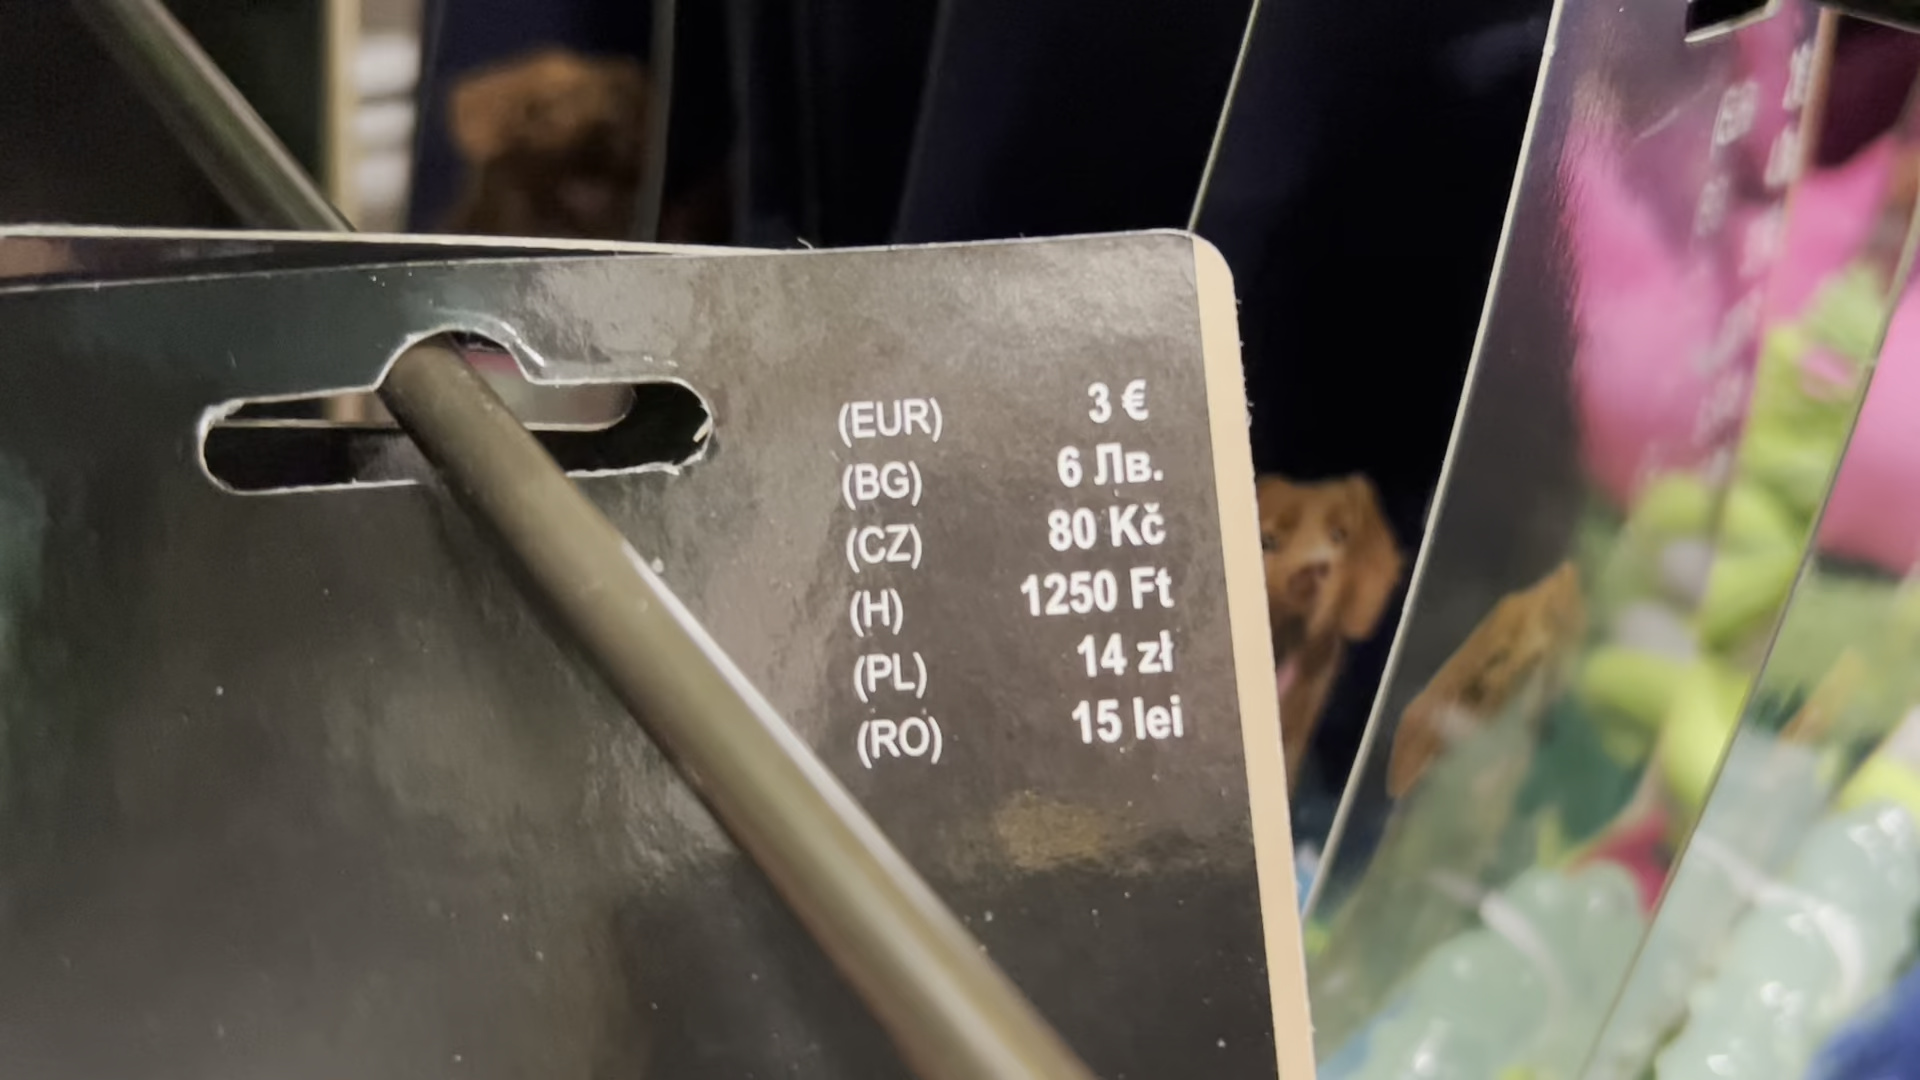 (EUR) 3 €
(BG) 6 Лв.
(CZ) 80 Kč
(H) 1250 Ft
(PL) 14 zł
(RO) 15 lei